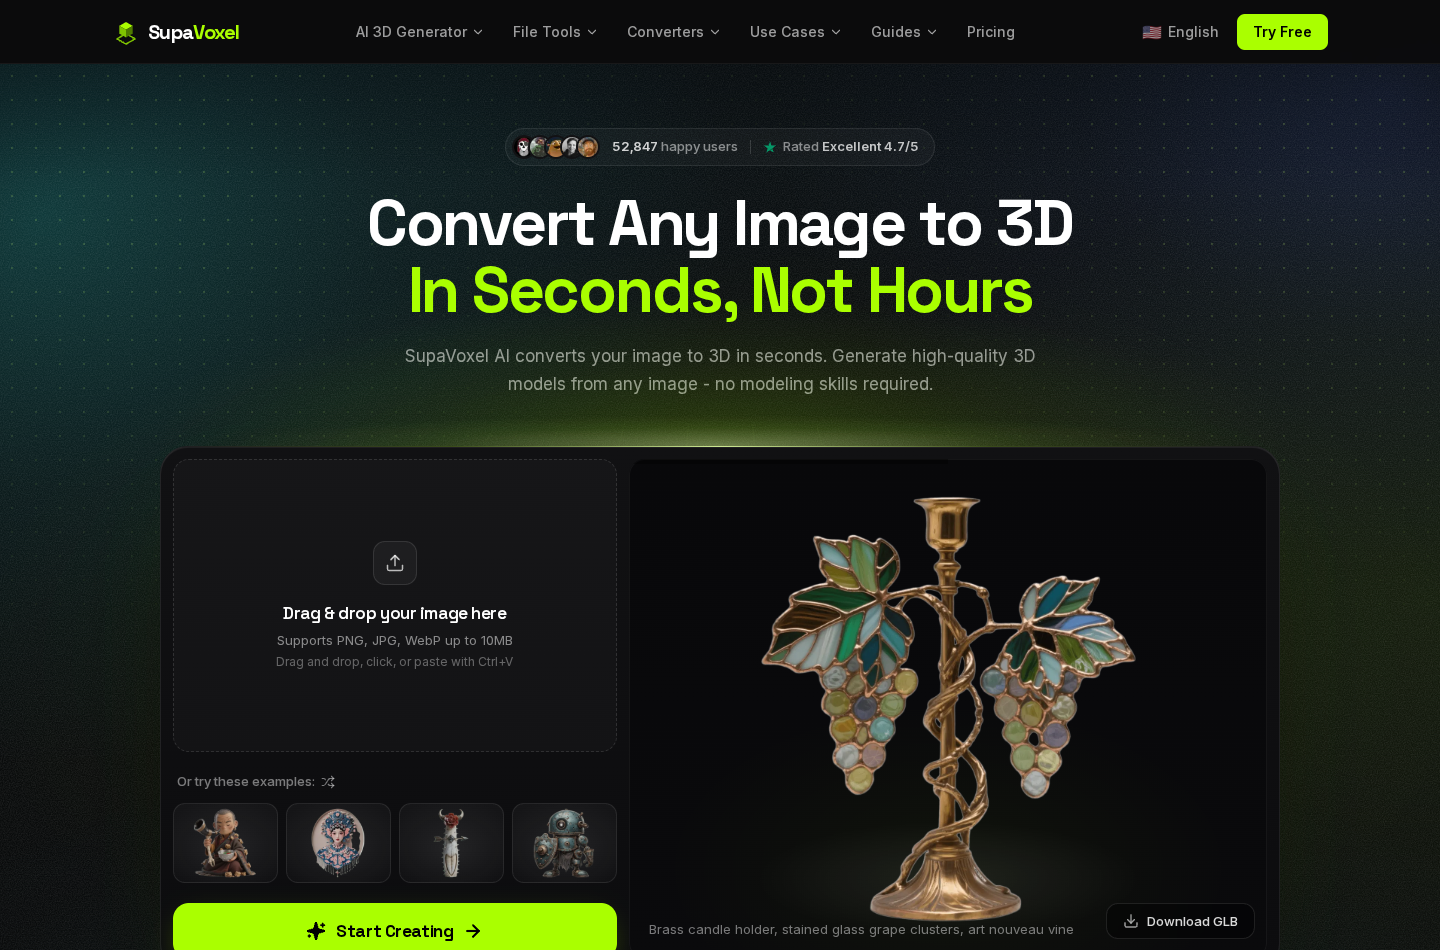 SupaVoxel
AI 3D Generator
File Tools
Converters
Use Cases
Guides
Pricing
English
Try Free
52,847 happy users
Rated Excellent 4.7/5
Convert Any Image to 3D
In Seconds, Not Hours
SupaVoxel AI converts your image to 3D in seconds. Generate high-quality 3D
models from any image - no modeling skills required.
Drag & drop your image here
Supports PNG, JPG, WebP up to 10MB
Drag and drop, click, or paste with Ctrl+V
Or try these examples:
Start Creating
Brass candle holder, stained glass grape clusters, art nouveau vine
Download GLB